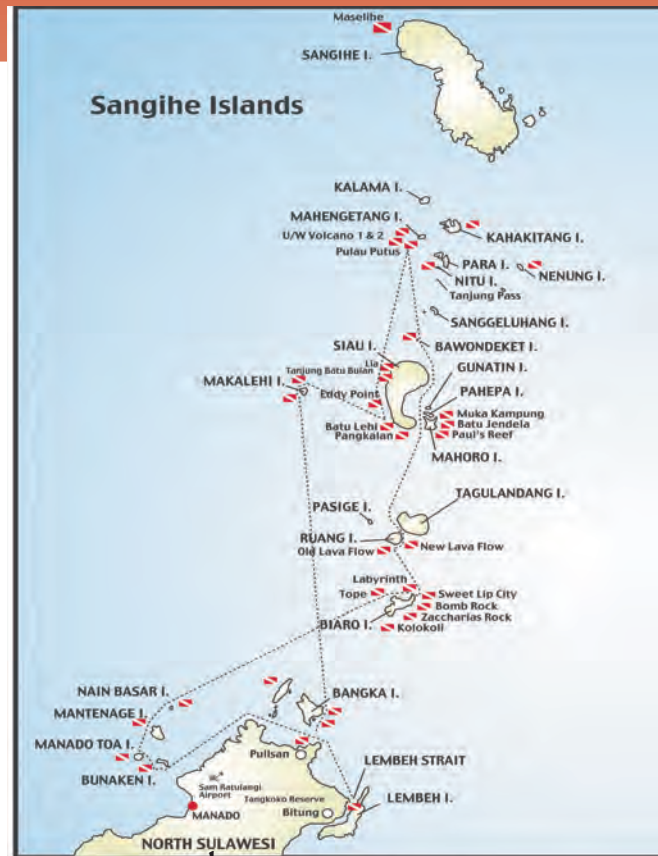 Maselihe
SANGIHE I.
Sangihe Islands
KALAMA I.
MAHENGETANG I.
U/W Volcano 1 & 2
KAHAKITANG I.
Pulau Putus
PARA I.
NITU I.
NENUNG I.
Tanjung Pass
SANGGELUHANG I.
SIAU I.
BAWONDEKET I.
Lia
GUNATIN I.
Tanjung Batu Bulan
MAKALEHI I.
PAHEPA I.
Eddy Point
Muka Kampung
Batu Jendela
Batu Lehi
Paul's Reef
Pangkalan
MAHORO I.
TAGULANDANG I.
PASIGE I.
RUANG I.
Old Lava Flow
New Lava Flow
Labyrinth
Tope
Sweet Lip City
Bomb Rock
Zaccharias Rock
BIARO I.
Kolokoli
NAIN BASAR I.
BANGKA I.
MANTENAGE I.
MANADO TOA I.
Pulisan
BUNAKEN I.
LEMBEH STRAIT
Sam Ratulangi
Airport
Tangkoko Reserve
LEMBEH I.
MANADO
Bitung
NORTH SULAWESI